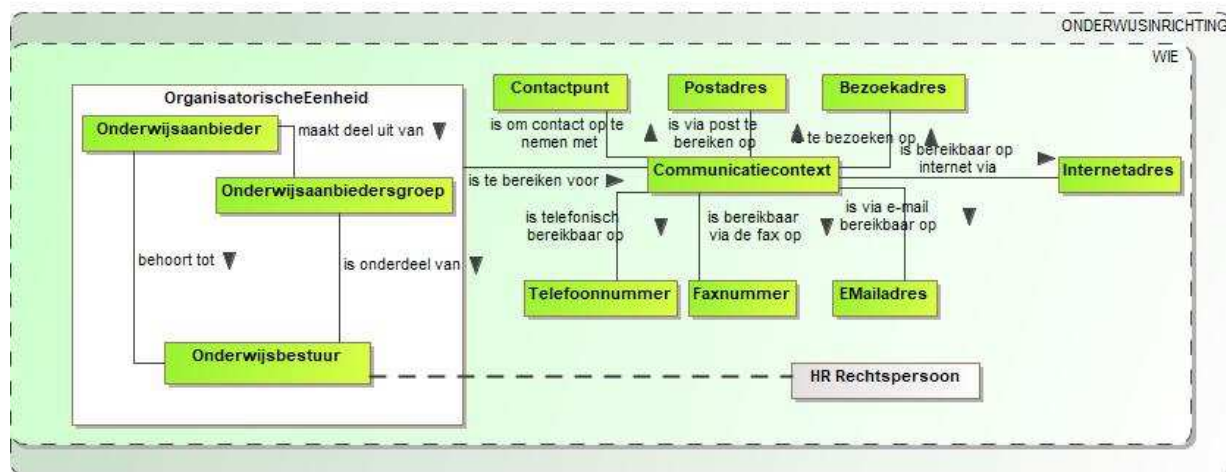 ONDERWIJSINRICHTING
WIE
OrganisatorischeEenheid
Onderwijsaanbieder
maakt deel uit van
Onderwijsaanbiedersgroep
behoort tot
is onderdeel van
Onderwijsbestuur
Contactpunt
Postadres
Bezoekadres
is om contact op te
nemen met
is via post te
bereiken op
is te bezoeken op
is bereikbaar op
internet via
is te bereiken voor
Communicatiecontext
Internetadres
is telefonisch
bereikbaar op
is bereikbaar
via de fax op
is via e-mail
bereikbaar op
Telefoonnummer
Faxnummer
EMailadres
HR Rechtspersoon